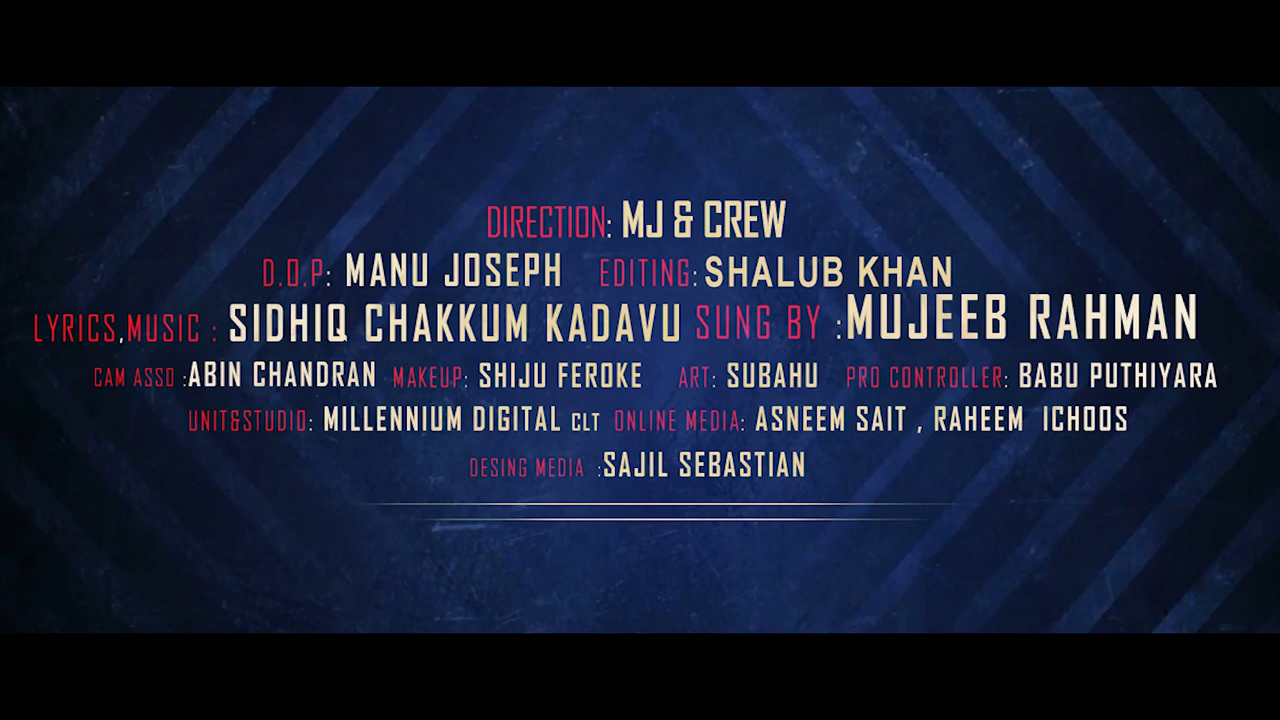 DIRECTION: MJ & CREW
D.O.P: MANU JOSEPH EDITING: SHALUB KHAN
LYRICS,MUSIC : SIDHIQ CHAKKUM KADAVU SUNG BY :MUJEEB RAHMAN
CAM ASSO :ABIN CHANDRAN MAKEUP: SHIJU FEROKE ART: SUBAHU PRO CONTROLLER: BABU PUTHIYARA
UNIT&STUDIO: MILLENNIUM DIGITAL CLT ONLINE MEDIA: ASNEEM SAIT , RAHEEM ICHOOS
DESING MEDIA :SAJIL SEBASTIAN